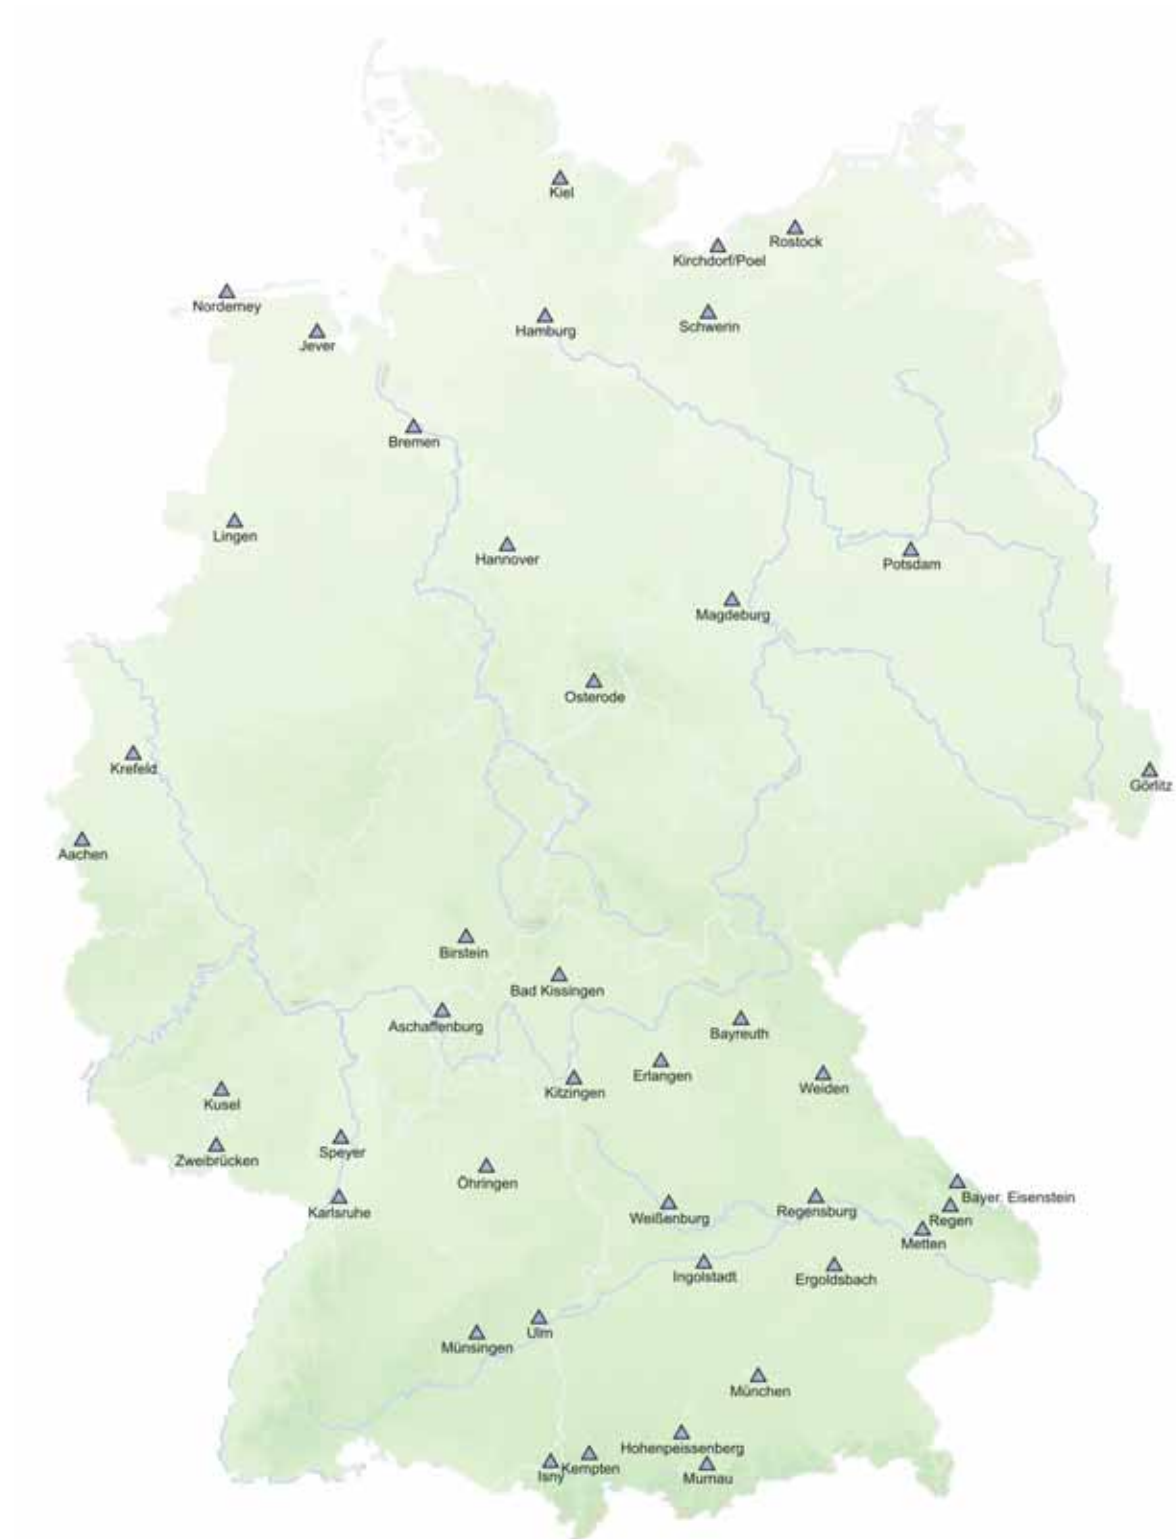 Kiel
Rostock
Kirchdorf/Poel
Norderney
Schwerin
Hamburg
Jever
Bremen
Lingen
Hannover
Potsdam
Magdeburg
Osterode
Krefeld
Görlitz
Aachen
Birstein
Bad Kissingen
Aschaffenburg
Bayreuth
Erlangen
Weiden
Kitzingen
Kusel
Speyer
Zweibrücken
Öhringen
Bayer. Eisenstein
Karlsruhe
Weißenburg
Regensburg
Regen
Metten
Ingolstadt
Ergoldsbach
Ulm
Münsingen
München
Hohenpeissenberg
Kempten
Isny
Murnau